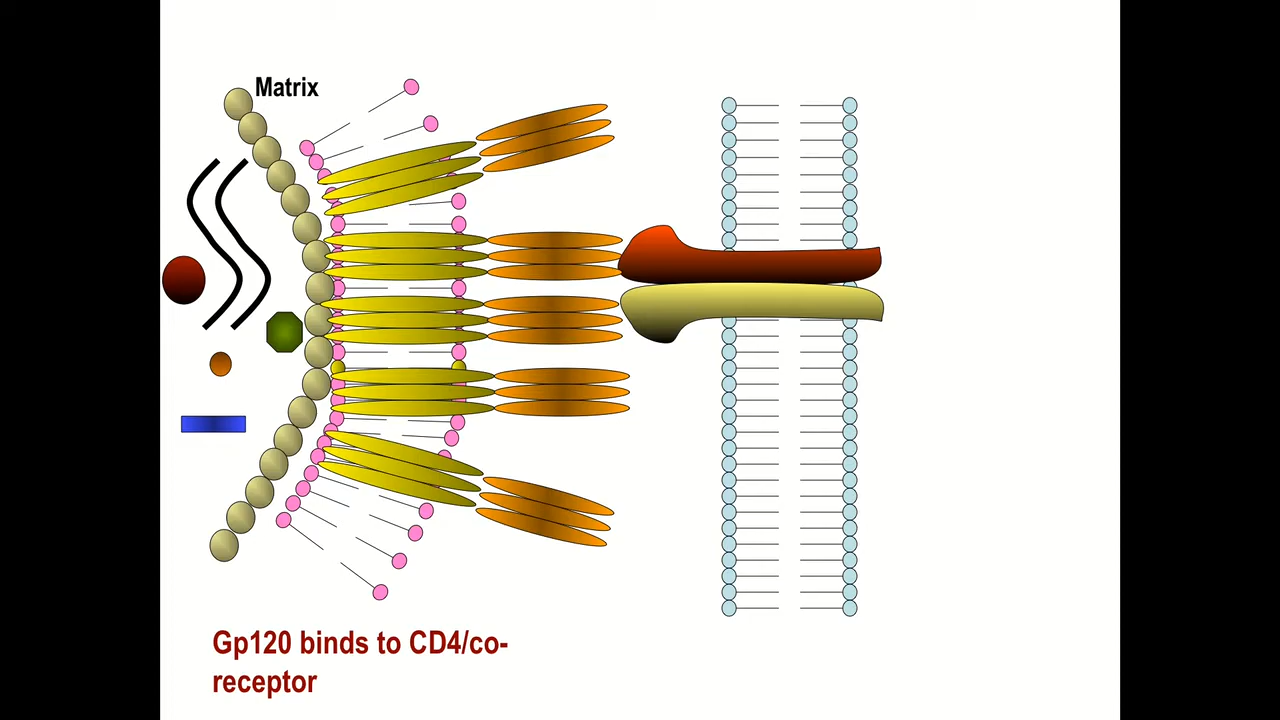 Matrix
Gp120 binds to CD4/co-
receptor